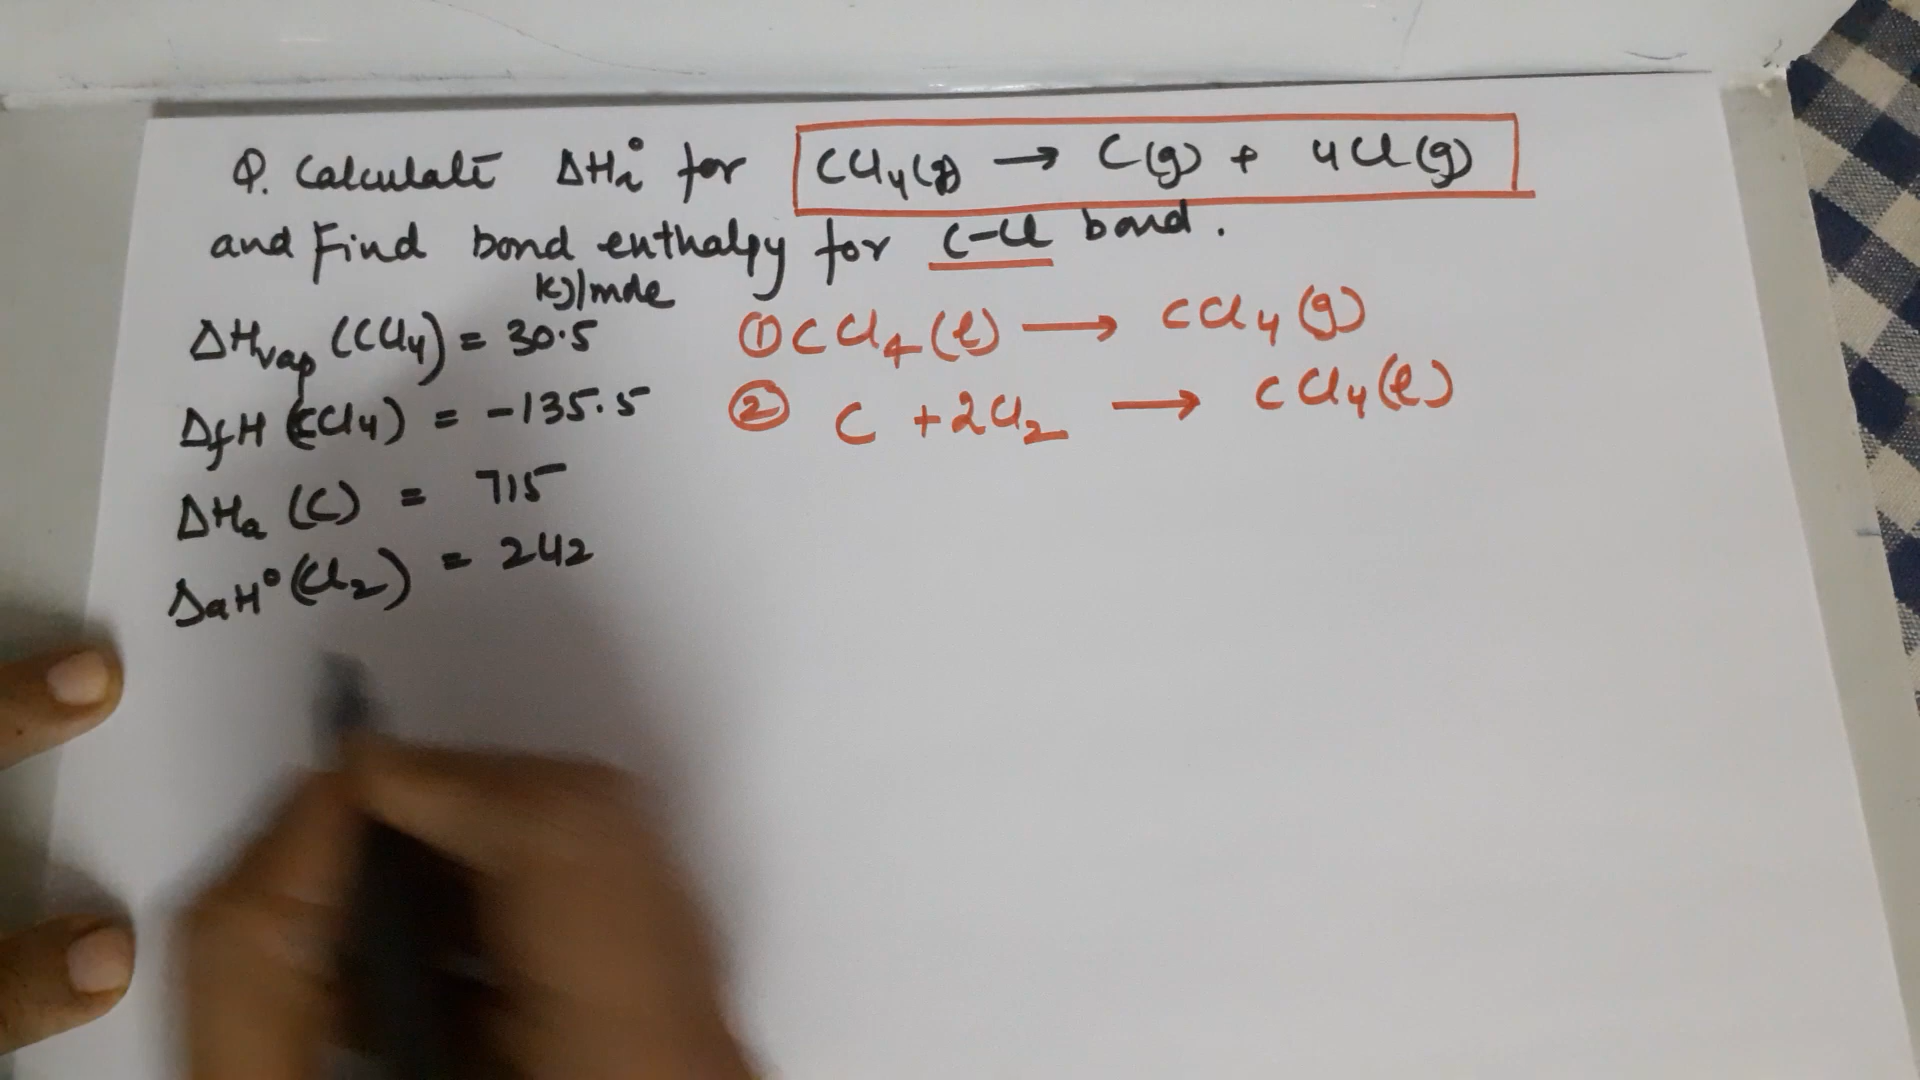 Q. Calculate ΔHr° for CCl4(g) → C(g) + 4Cl(g)
and Find bond enthalpy for C-Cl bond.
kJ/mole
ΔHvap (CCl4) = 30.5
① CCl4(l) → CCl4(g)
ΔfH (CCl4) = -135.5
② C + 2Cl2 → CCl4(l)
ΔHa (C) = 715
ΔaH° (Cl2) = 242